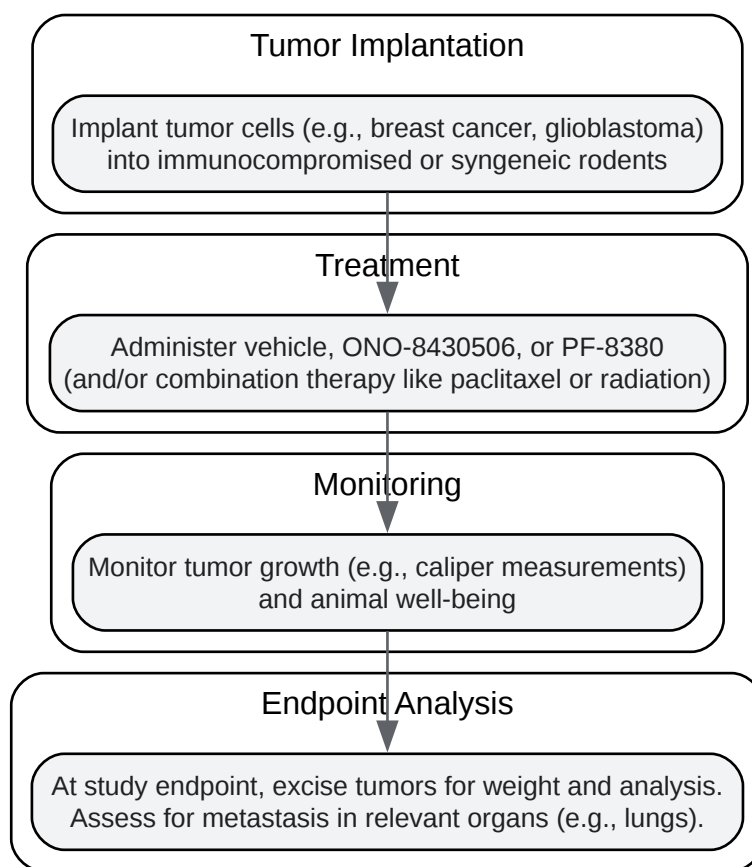 Tumor Implantation
Implant tumor cells (e.g., breast cancer, glioblastoma)
into immunocompromised or syngeneic rodents
Treatment
Administer vehicle, ONO-8430506, or PF-8380
(and/or combination therapy like paclitaxel or radiation)
Monitoring
Monitor tumor growth (e.g., caliper measurements)
and animal well-being
Endpoint Analysis
At study endpoint, excise tumors for weight and analysis.
Assess for metastasis in relevant organs (e.g., lungs).